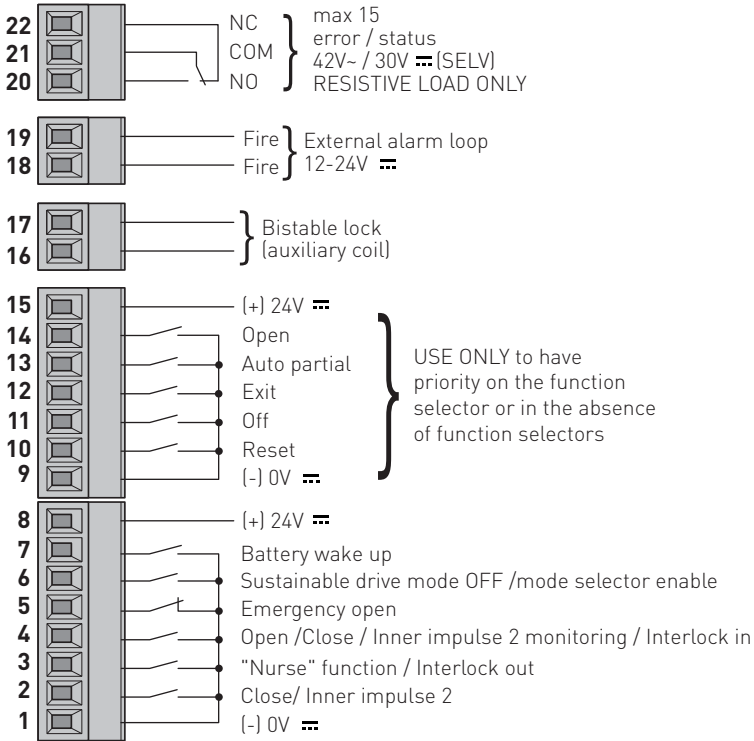 22 NC
21 COM
20 NO
max 15
error / status
42V~ / 30V ⎓ (SELV)
RESISTIVE LOAD ONLY
19 Fire
18 Fire
External alarm loop
12-24V ⎓
17
16
Bistable lock
(auxiliary coil)
15 (+) 24V ⎓
14 Open
13 Auto partial
12 Exit
11 Off
10 Reset
9 (-) 0V ⎓
USE ONLY to have
priority on the function
selector or in the absence
of function selectors
8 (+) 24V ⎓
7 Battery wake up
6 Sustainable drive mode OFF /mode selector enable
5 Emergency open
4 Open /Close / Inner impulse 2 monitoring / Interlock in
3 "Nurse" function / Interlock out
2 Close/ Inner impulse 2
1 (-) 0V ⎓